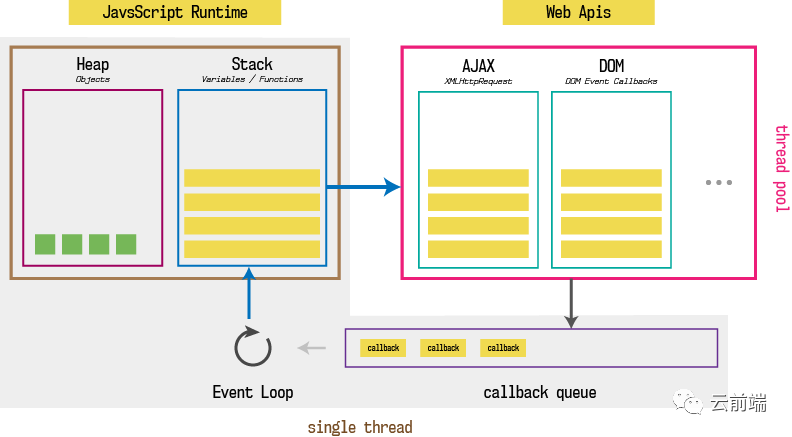 JavsScript Runtime
Web Apis
Heap
Objects
Stack
Variables / Functions
AJAX
XMLHttpRequest
DOM
DOM Event Callbacks
thread pool
callback
callback
callback
Event Loop
callback queue
云前端
single thread